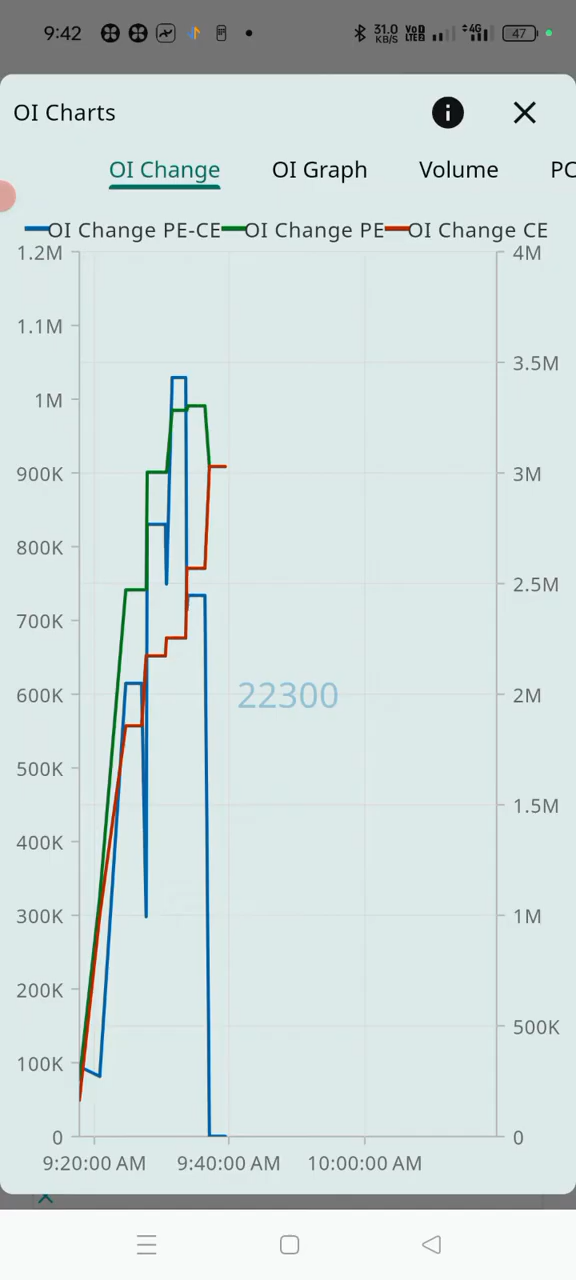 9:42 31.0 KB/S VoD LTE2 4G 47
OI Charts
OI Change OI Graph Volume PC
OI Change PE-CE OI Change PE OI Change CE
1.2M 4M
1.1M
3.5M
1M
900K 3M
800K
2.5M
700K
22300
600K 2M
500K
1.5M
400K
300K 1M
200K
500K
100K
0 0
9:20:00 AM 9:40:00 AM 10:00:00 AM